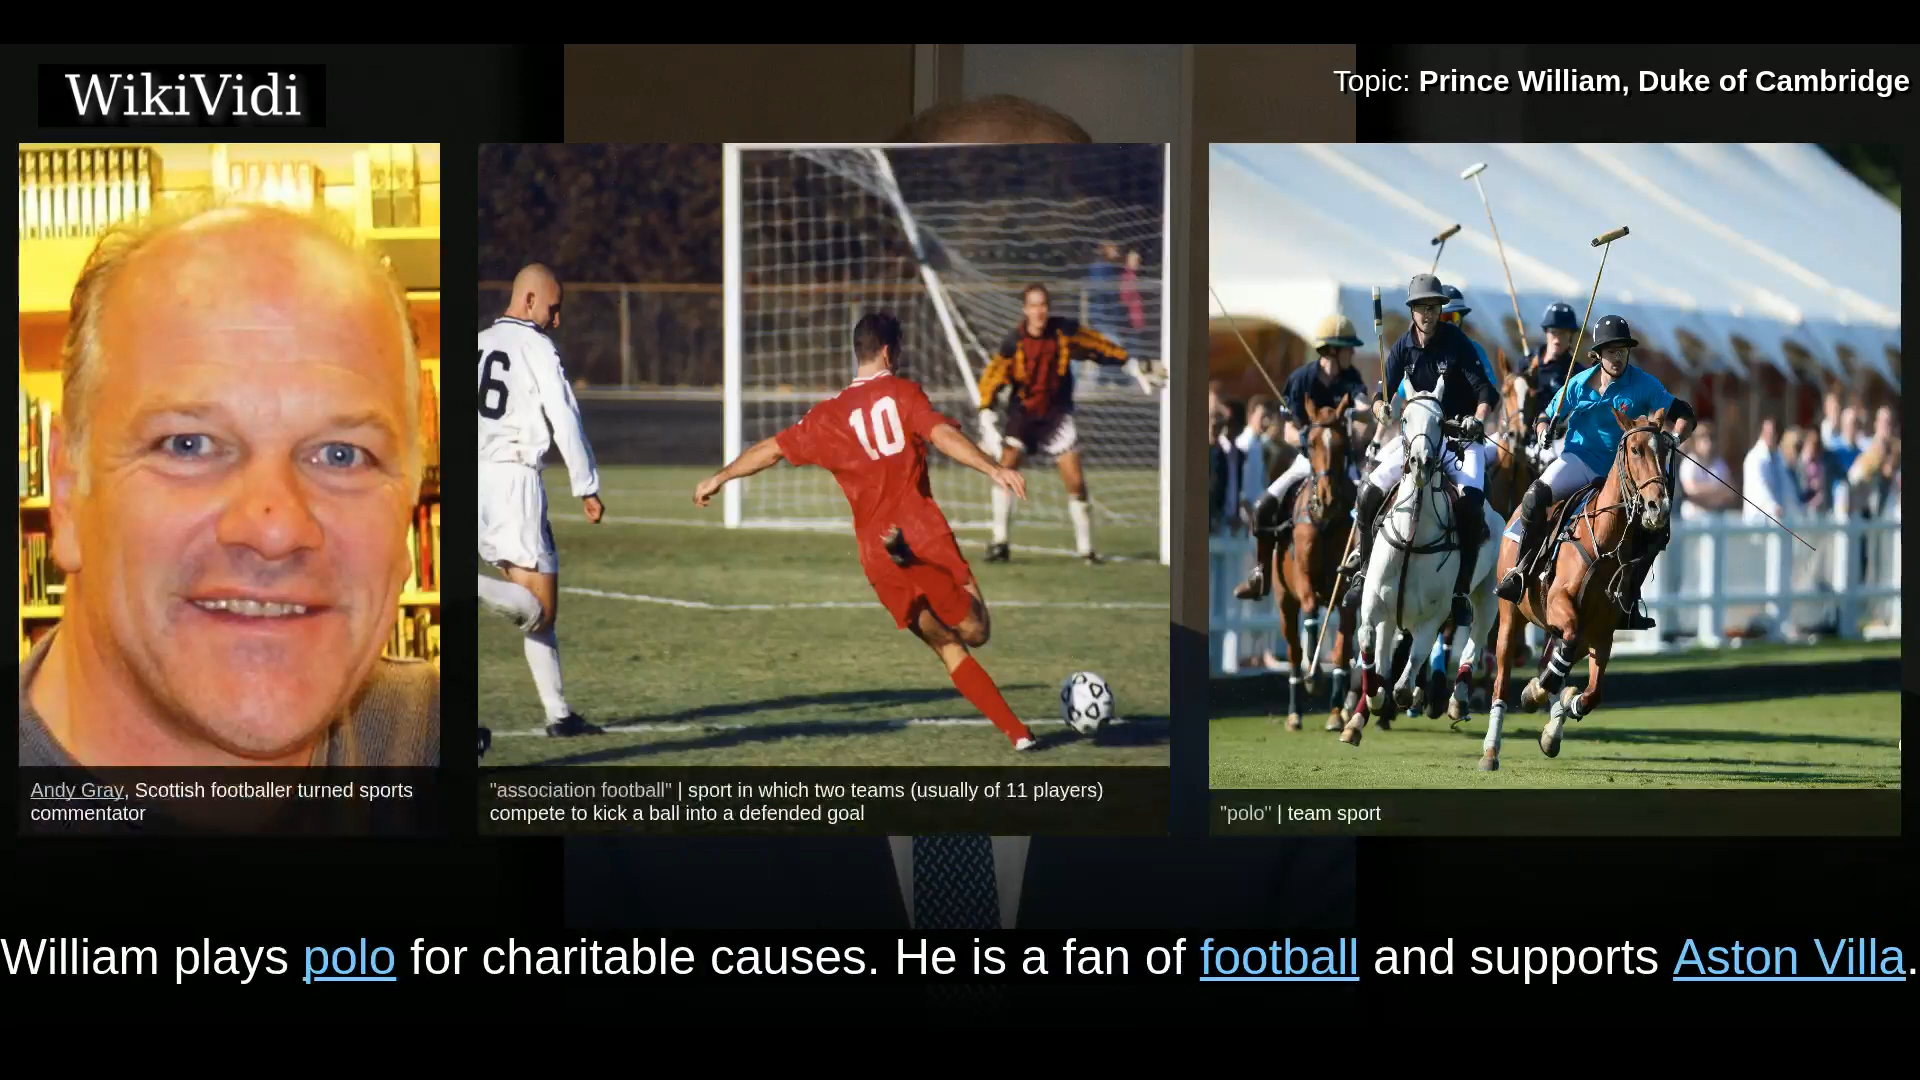 WikiVidi
Topic: Prince William, Duke of Cambridge
6
10
Andy Gray, Scottish footballer turned sports
commentator
"association football" | sport in which two teams (usually of 11 players)
compete to kick a ball into a defended goal
"polo" | team sport
William plays polo for charitable causes. He is a fan of football and supports Aston Villa.